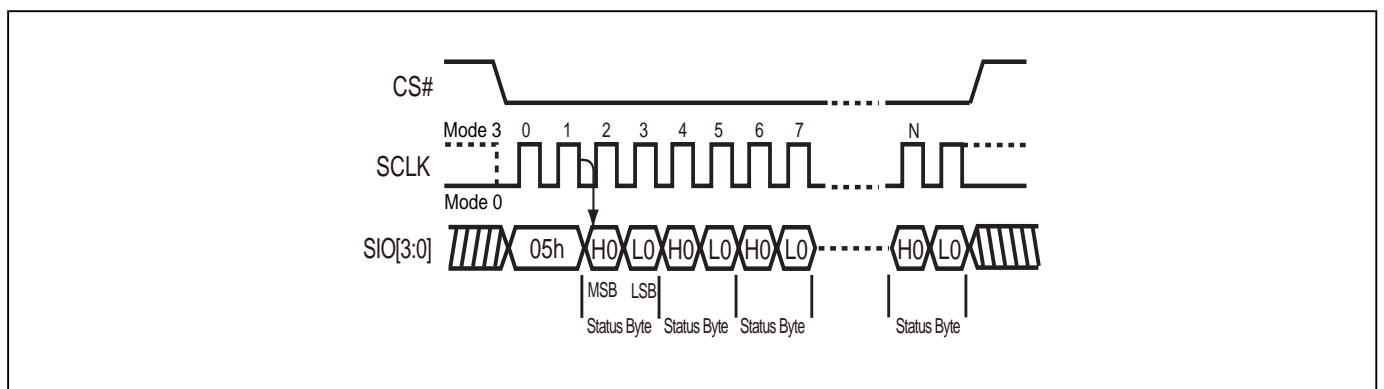 CS#
Mode 3 0 1 2 3 4 5 6 7 N
SCLK
Mode 0
SIO[3:0] 05h H0 L0 H0 L0 H0 L0 H0 L0
MSB LSB
Status Byte Status Byte Status Byte Status Byte